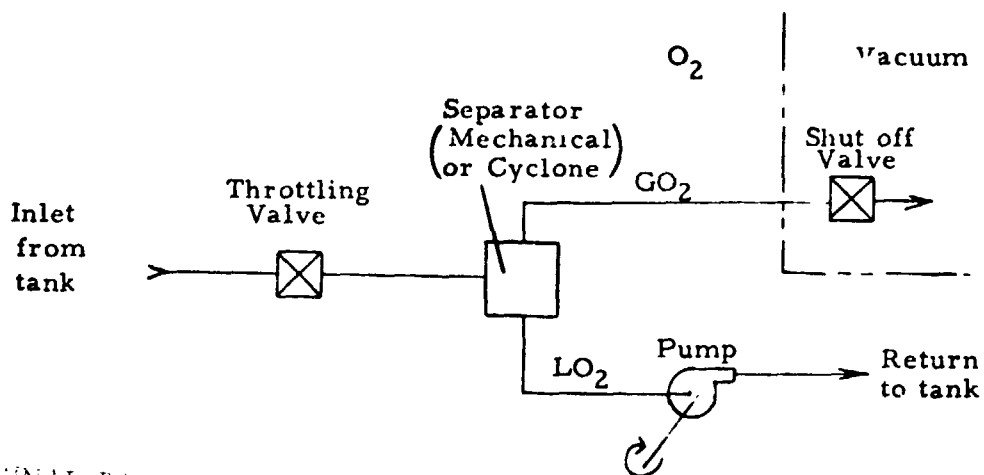 O2
Vacuum
Separator
(Mechanical
or Cyclone)
Shut off
Valve
GO2
Throttling
Valve
Inlet
from
tank
Pump
LO2
Return
to tank